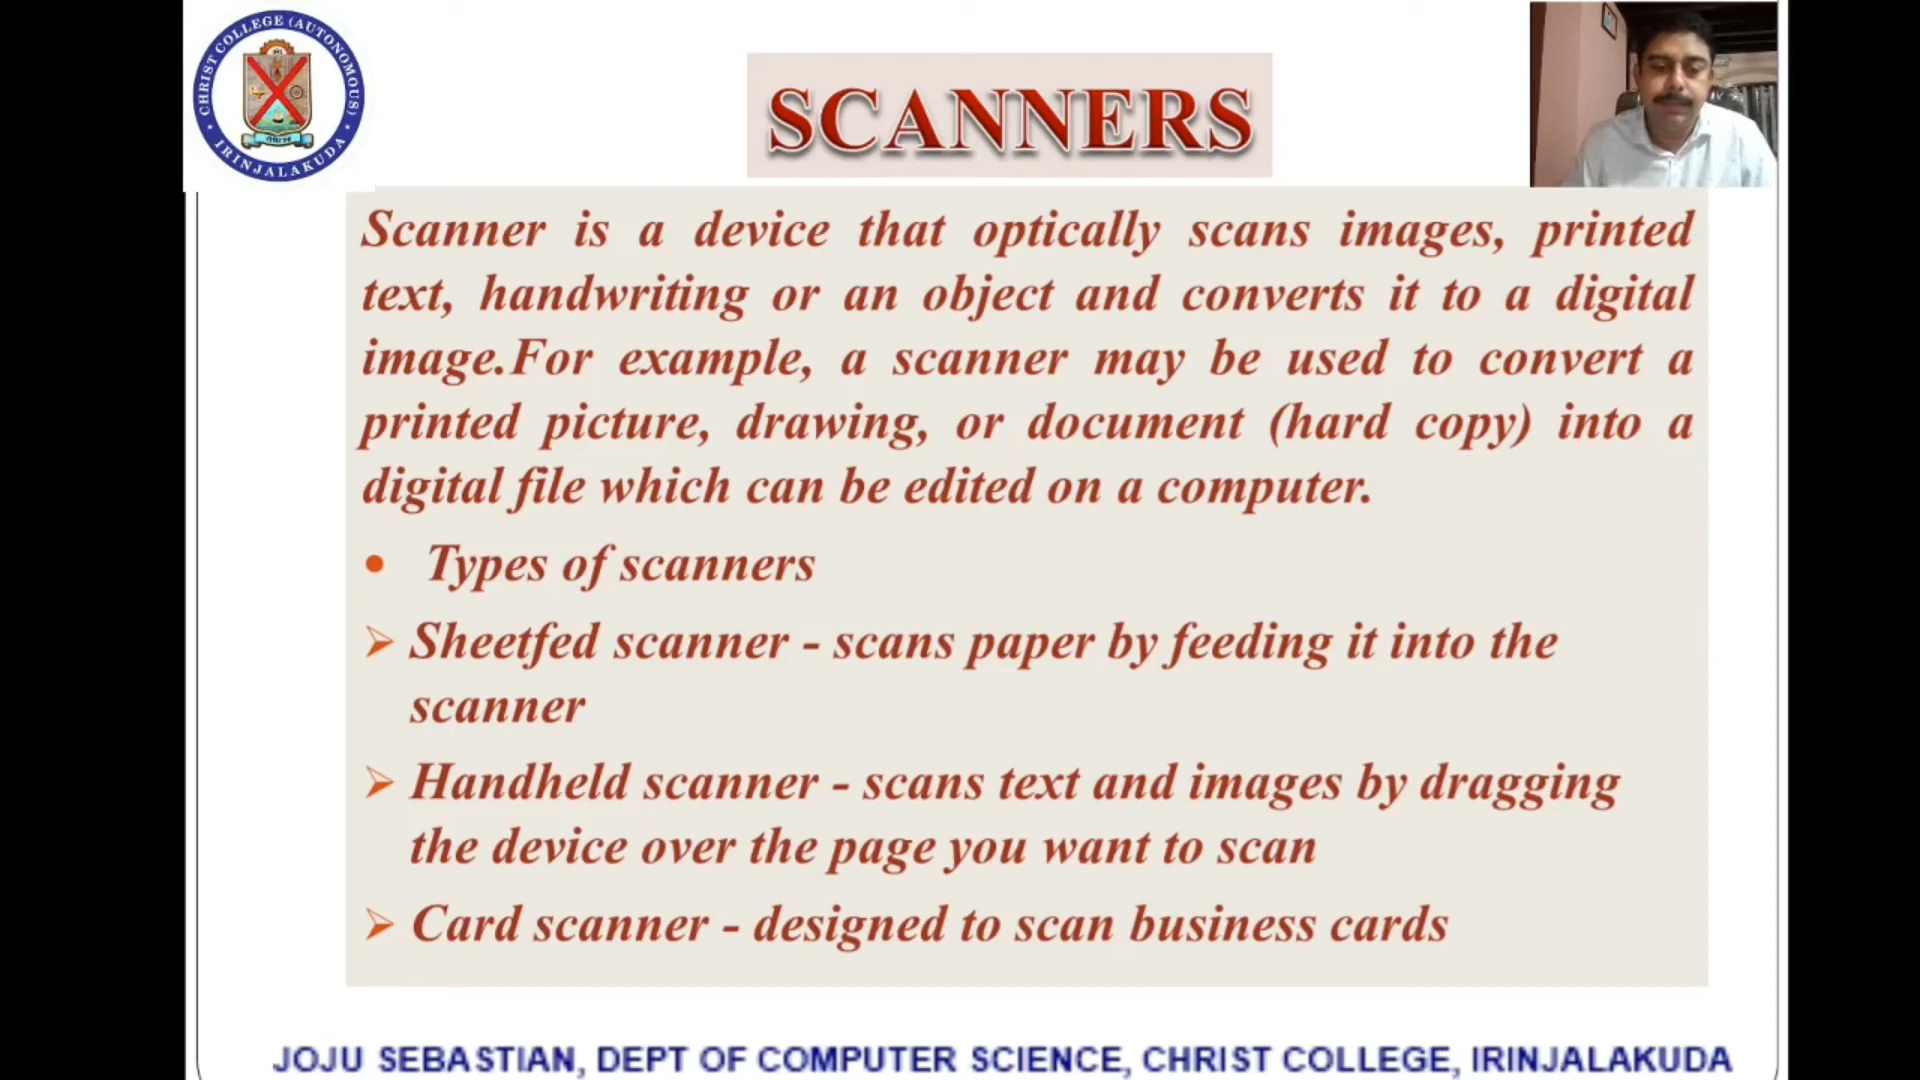 CHRIST COLLEGE (AUTONOMOUS)
IRINJALAKUDA
SCANNERS
Scanner is a device that optically scans images, printed
text, handwriting or an object and converts it to a digital
image.For example, a scanner may be used to convert a
printed picture, drawing, or document (hard copy) into a
digital file which can be edited on a computer.
• Types of scanners
➢ Sheetfed scanner - scans paper by feeding it into the
scanner
➢ Handheld scanner - scans text and images by dragging
the device over the page you want to scan
➢ Card scanner - designed to scan business cards
JOJU SEBASTIAN, DEPT OF COMPUTER SCIENCE, CHRIST COLLEGE, IRINJALAKUDA